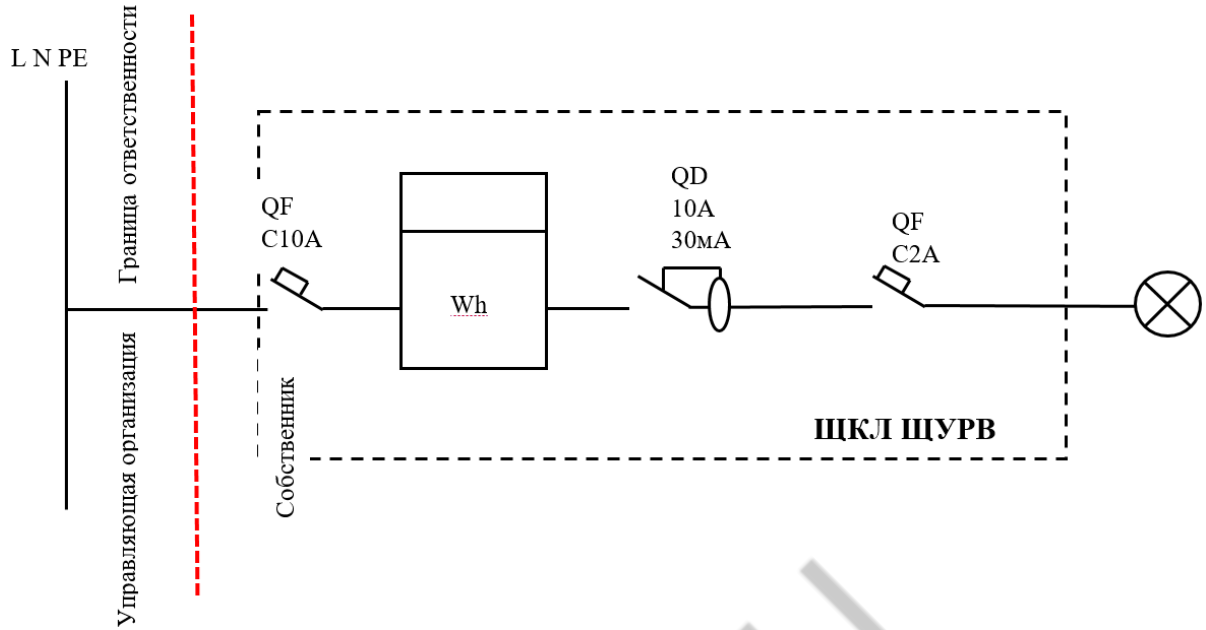 L N PE
Граница ответственности
Управляющая организация
Собственник
QF
C10A
Wh
QD
10A
30мА
QF
C2A
ЩКЛ ЩУРВ